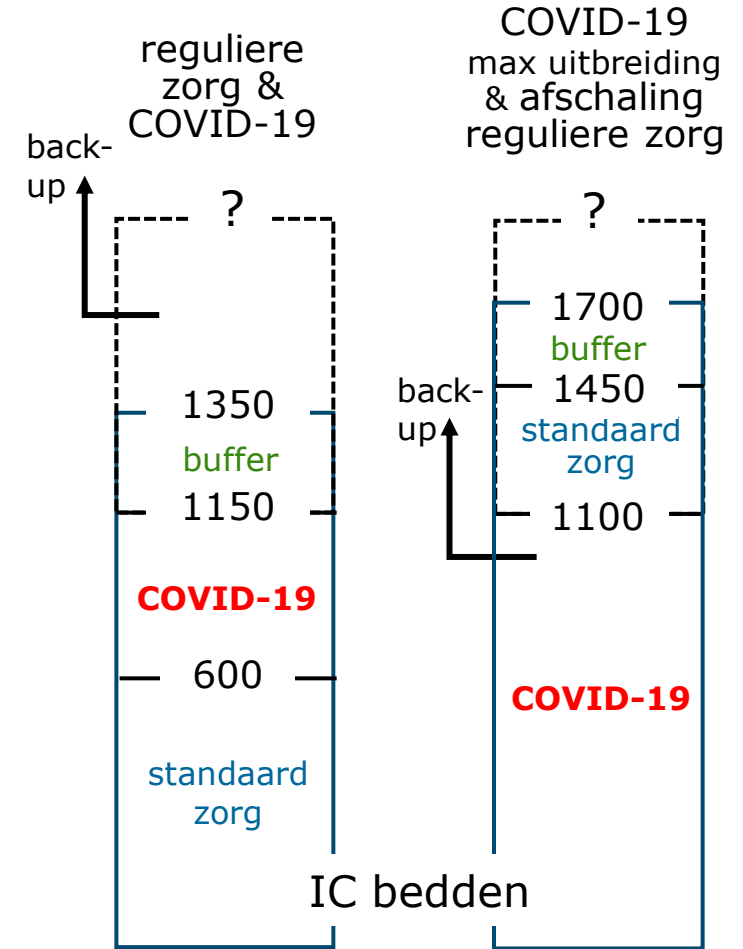 reguliere
zorg &
COVID-19
back-
up
?
1350
buffer
1150
COVID-19
600
standaard
zorg
COVID-19
max uitbreiding
& afschaling
reguliere zorg
?
1700
buffer
back-
up
1450
standaard
zorg
1100
COVID-19
IC bedden